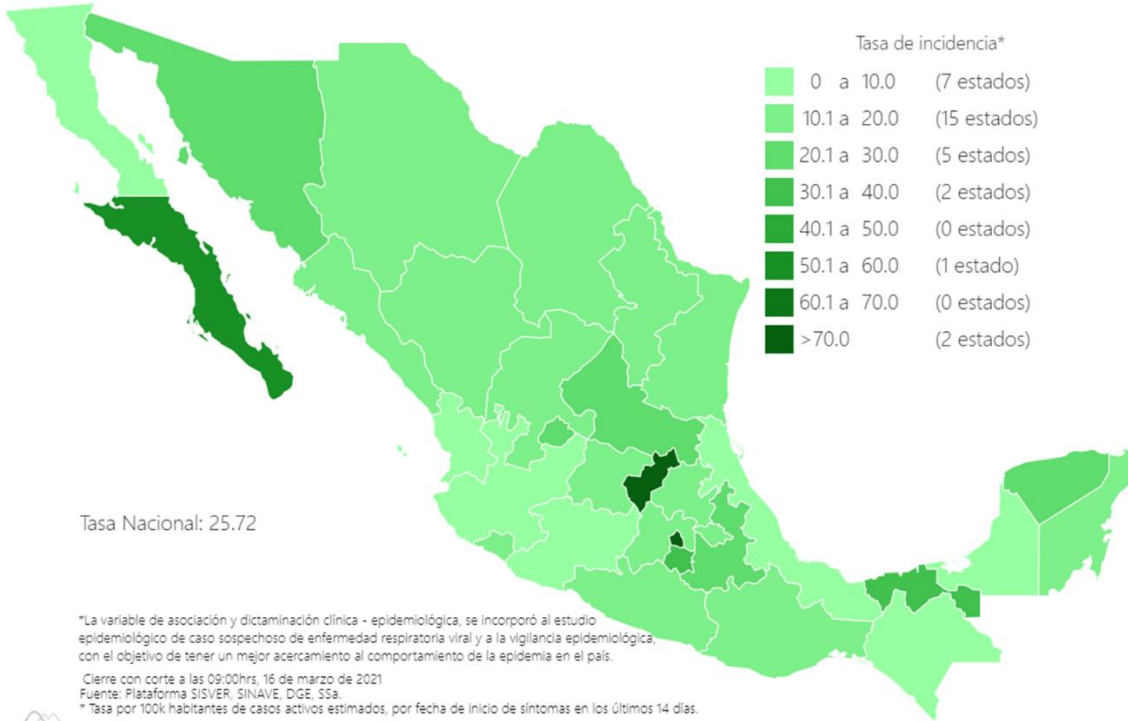 Tasa de incidencia*
0 a 10.0 (7 estados)
10.1 a 20.0 (15 estados)
20.1 a 30.0 (5 estados)
30.1 a 40.0 (2 estados)
40.1 a 50.0 (0 estados)
50.1 a 60.0 (1 estado)
60.1 a 70.0 (0 estados)
>70.0 (2 estados)
Tasa Nacional: 25.72
*La variable de asociación y dictaminación clínica - epidemiológica, se incorporó al estudio
epidemiológico de caso sospechoso de enfermedad respiratoria viral y a la vigilancia epidemiológica,
con el objetivo de tener un mejor acercamiento al comportamiento de la epidemia en el país.
Cierre con corte a las 09:00hrs, 16 de marzo de 2021
Fuente: Plataforma SISVER, SINAVE, DGE, SSa.
* Tasa por 100k habitantes de casos activos estimados, por fecha de inicio de síntomas en los últimos 14 días.